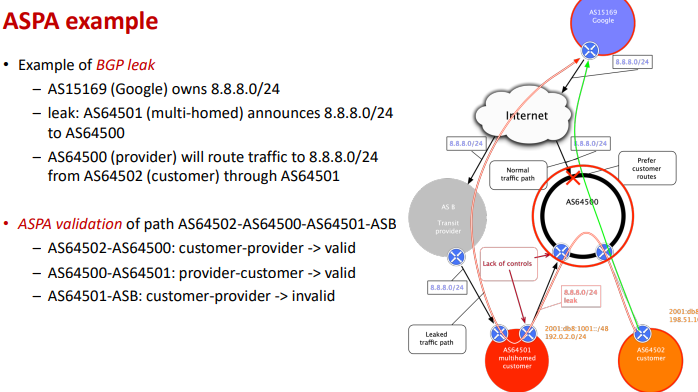 ASPA example
• Example of BGP leak
– AS15169 (Google) owns 8.8.8.0/24
– leak: AS64501 (multi-homed) announces 8.8.8.0/24
to AS64500
– AS64500 (provider) will route traffic to 8.8.8.0/24
from AS64502 (customer) through AS64501
• ASPA validation of path AS64502-AS64500-AS64501-ASB
– AS64502-AS64500: customer-provider -> valid
– AS64500-AS64501: provider-customer -> valid
– AS64501-ASB: customer-provider -> invalid
AS15169
Google
8.8.8.0/24
Internet
8.8.8.0/24
8.8.8.0/24
Normal
traffic path
Prefer
customer
routes
AS B
Transit
provider
AS64500
Lack of controls
8.8.8.0/24
8.8.8.0/24
leak
Leaked
traffic path
2001:db8:1001::/48
192.0.2.0/24
2001:db8
198.51.1
AS64501
multihomed
customer
AS64502
customer